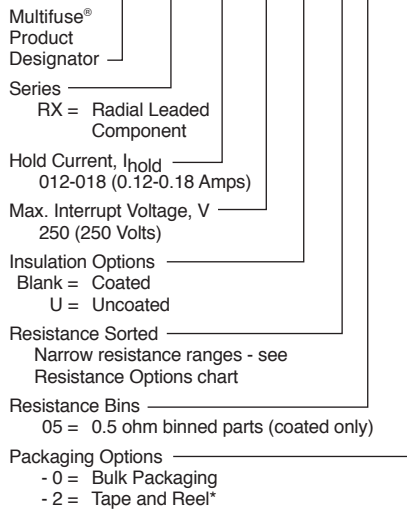 Multifuse®
Product
Designator
Series
RX = Radial Leaded
Component
Hold Current, Ihold
012-018 (0.12-0.18 Amps)
Max. Interrupt Voltage, V
250 (250 Volts)
Insulation Options
Blank = Coated
U = Uncoated
Resistance Sorted
Narrow resistance ranges - see
Resistance Options chart
Resistance Bins
05 = 0.5 ohm binned parts (coated only)
Packaging Options
- 0 = Bulk Packaging
- 2 = Tape and Reel*